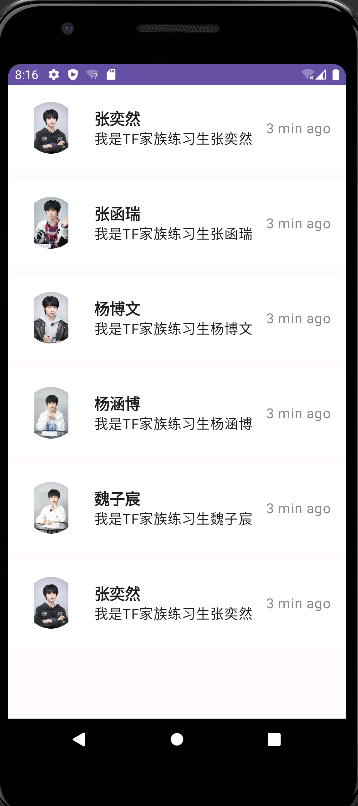 8:16
张奕然
我是TF家族练习生张奕然
3 min ago
张函瑞
我是TF家族练习生张函瑞
3 min ago
杨博文
我是TF家族练习生杨博文
3 min ago
杨涵博
我是TF家族练习生杨涵博
3 min ago
魏子宸
我是TF家族练习生魏子宸
3 min ago
张奕然
我是TF家族练习生张奕然
3 min ago